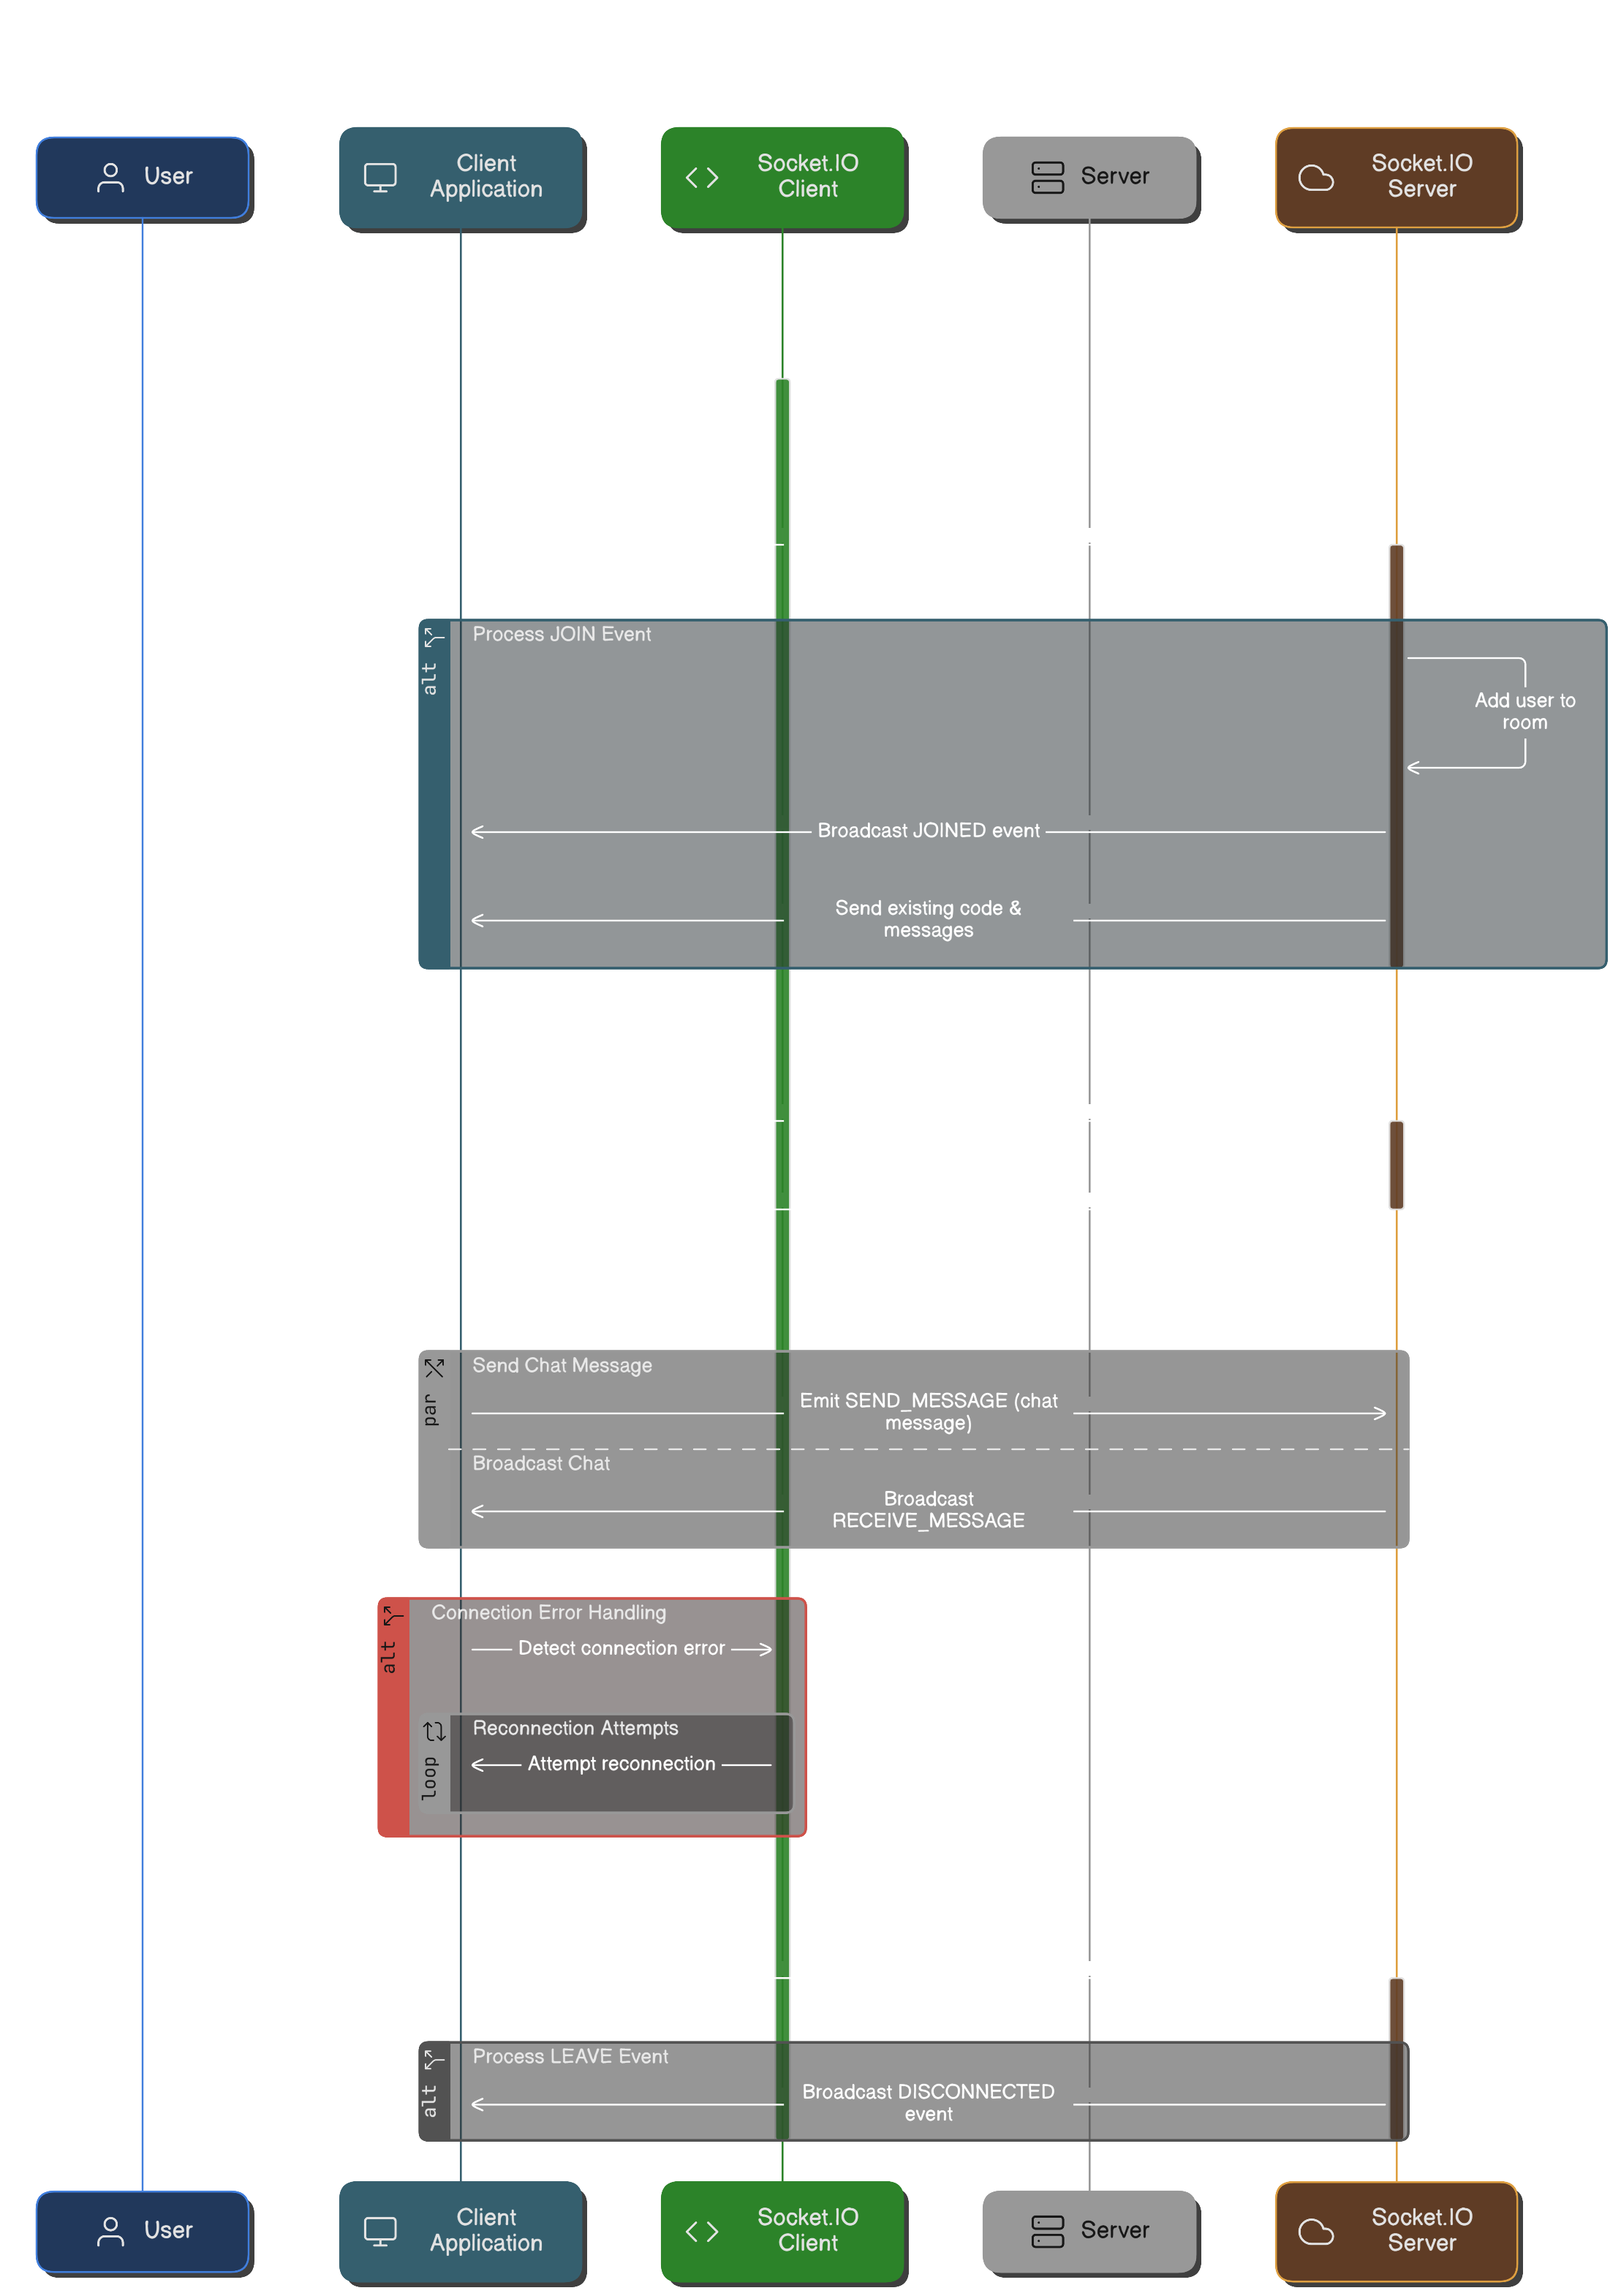 User
Client
Application
Socket.IO
Client
Server
Socket.IO
Server
alt
Process JOIN Event
Add user to
room
Broadcast JOINED event
Send existing code &
messages
par
Send Chat Message
Emit SEND_MESSAGE (chat
message)
Broadcast Chat
Broadcast
RECEIVE_MESSAGE
alt
Connection Error Handling
Detect connection error
loop
Reconnection Attempts
Attempt reconnection
alt
Process LEAVE Event
Broadcast DISCONNECTED
event
User
Client
Application
Socket.IO
Client
Server
Socket.IO
Server